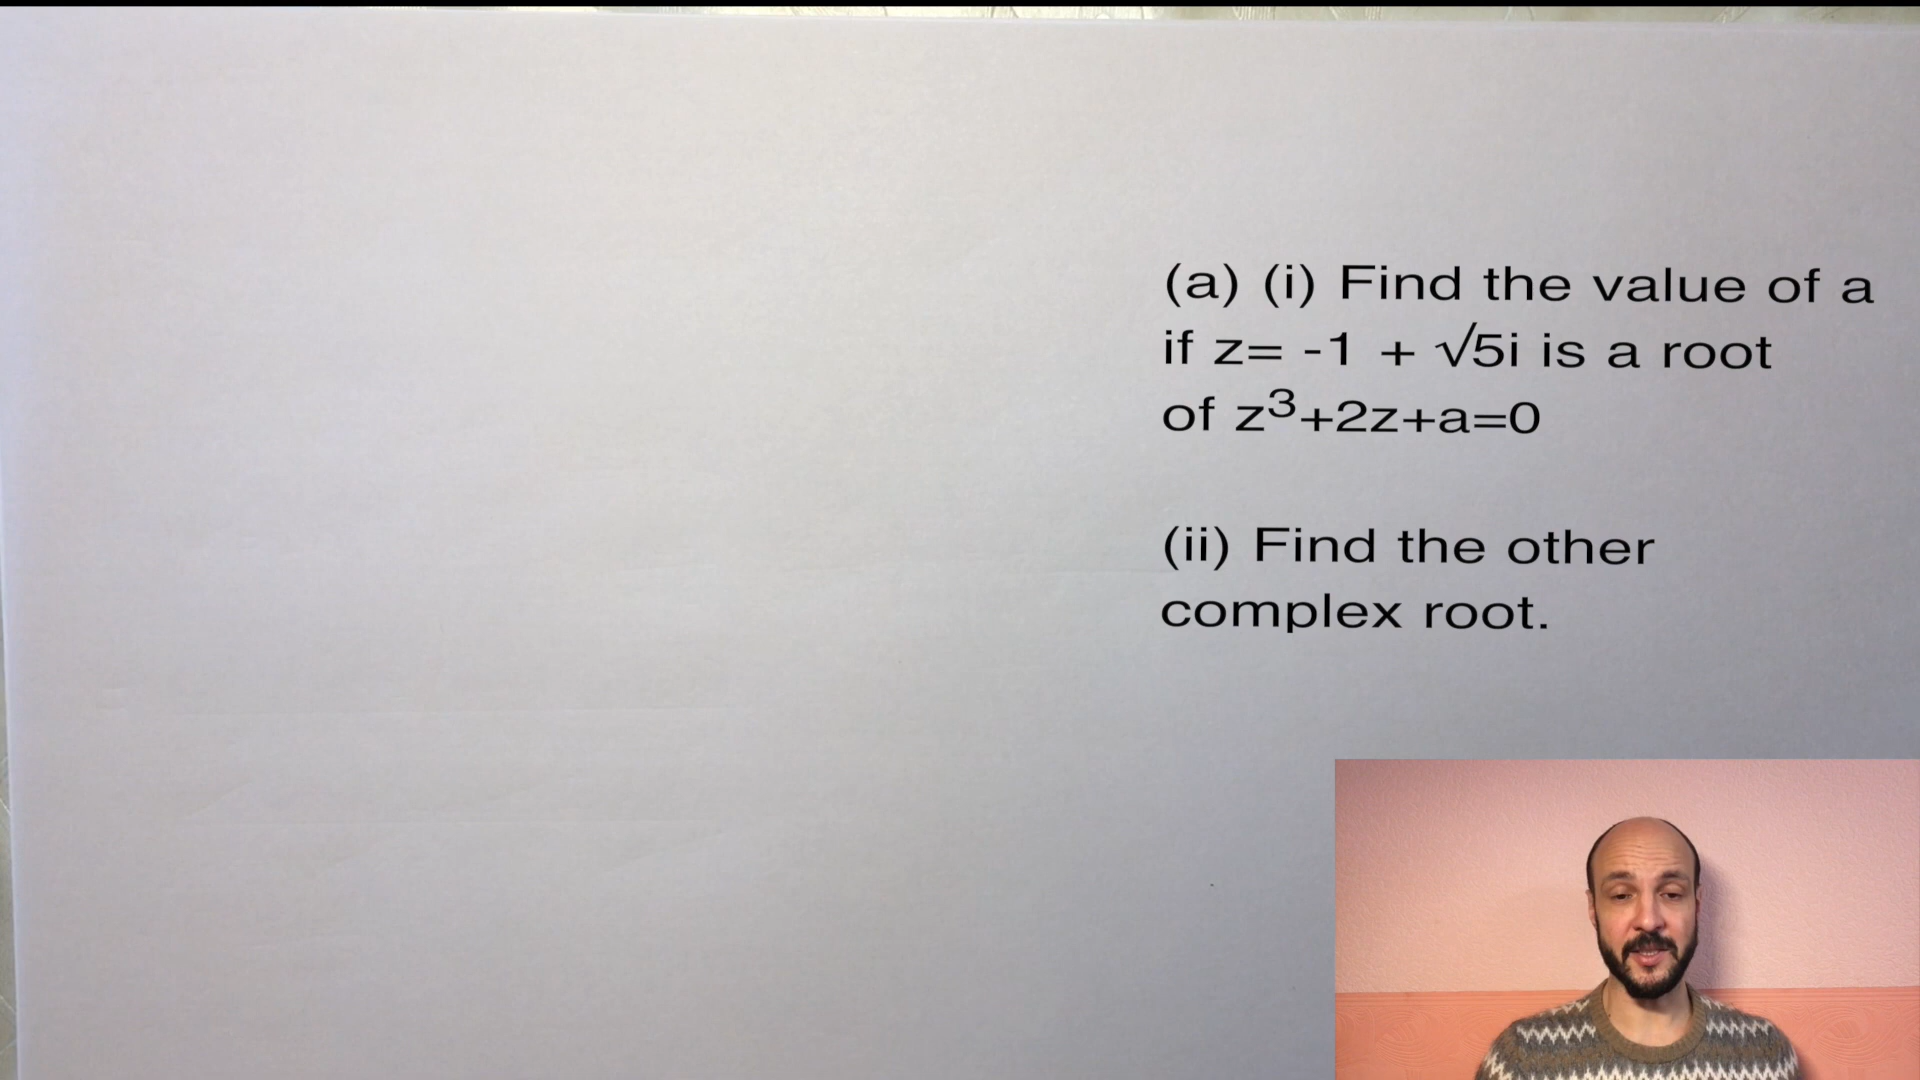 (a) (i) Find the value of a
if z= -1 + √5i is a root
of z³+2z+a=0
(ii) Find the other
complex root.